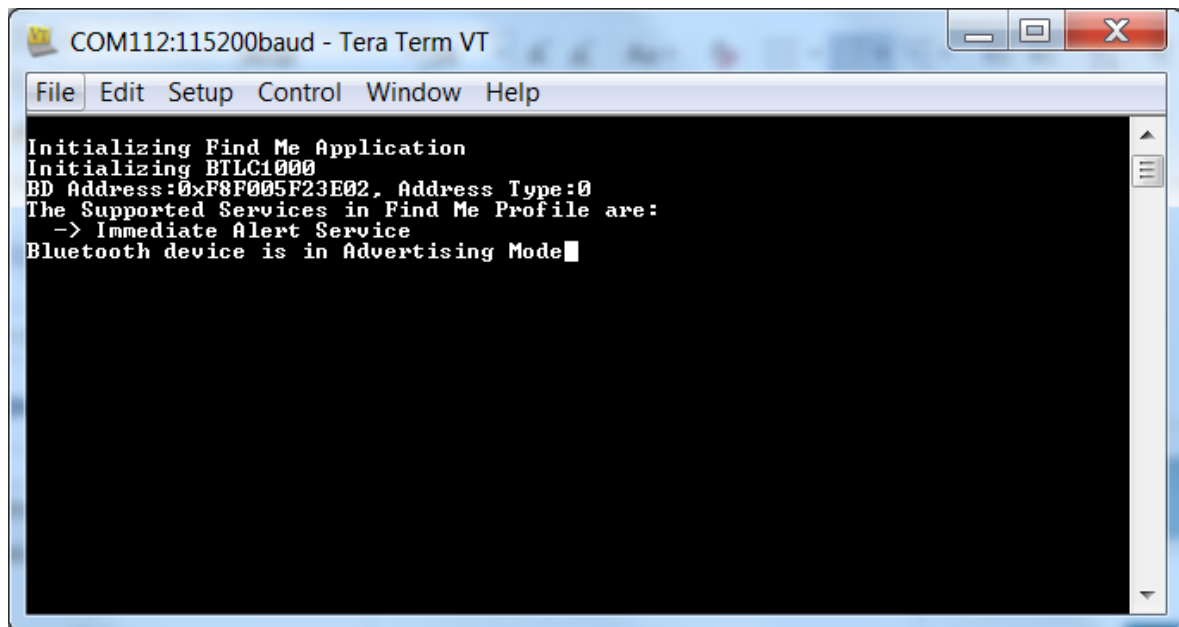 COM112:115200baud - Tera Term VT
File Edit Setup Control Window Help
Initializing Find Me Application
Initializing BTLC1000
BD Address:0xF8F005F23E02, Address Type:0
The Supported Services in Find Me Profile are:
-> Immediate Alert Service
Bluetooth device is in Advertising Mode